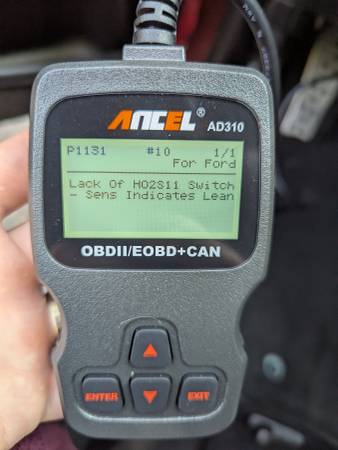 ANCEL®
AD310
P1131 #10 1/1
For Ford
Lack Of HO2S11 Switch
- Sens Indicates Lean
OBDII/EOBD+CAN
ENTER
EXIT